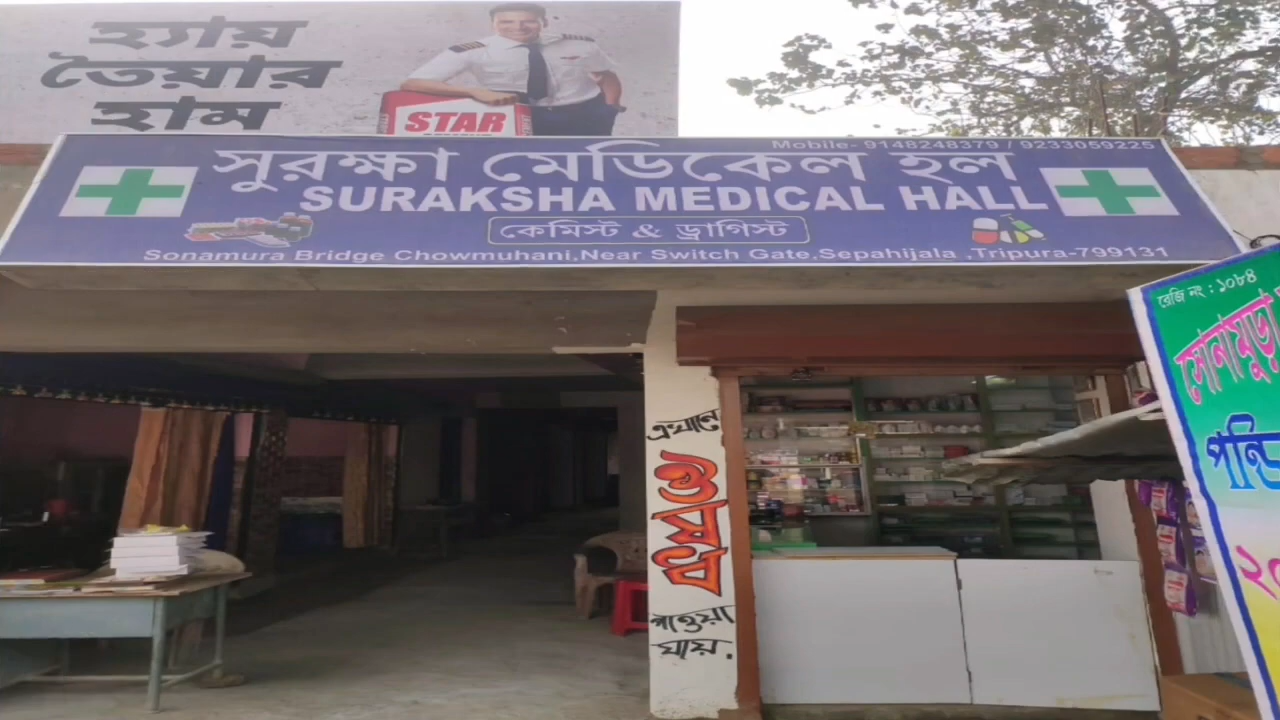 হ্যায়
তৈয়ার
হাম
STAR
Mobile- 9148248379 / 9233059225
সুরক্ষা মেডিকেল হল
SURAKSHA MEDICAL HALL
কেমিস্ট & ড্রাগিস্ট
Sonamura Bridge Chowmuhani,Near Switch Gate,Sepahijala ,Tripura-799131
রেজি নং : ১০৮৪
সোনামুড়া
এখানে
ঔষধ
পাওয়া
যায়.